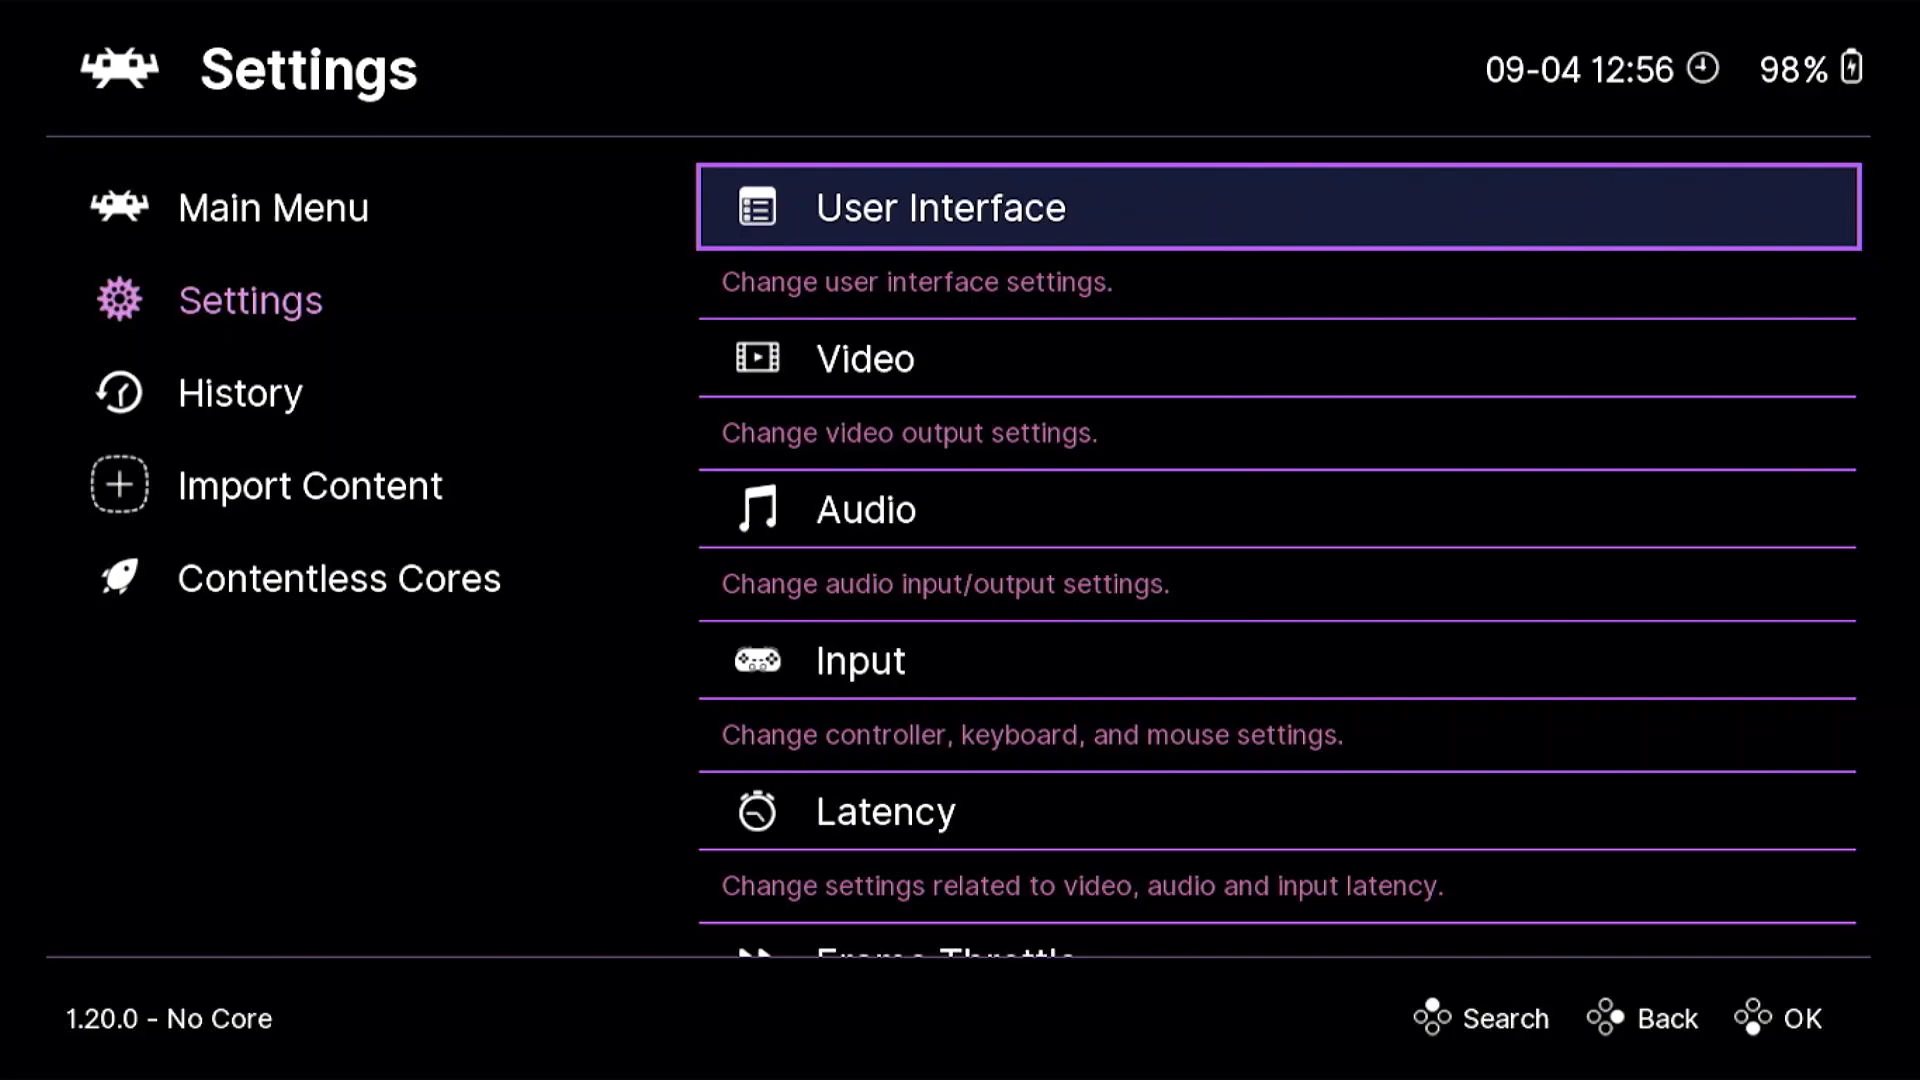 Settings
09-04 12:56
98%
Main Menu
Settings
History
Import Content
Contentless Cores
User Interface
Change user interface settings.
Video
Change video output settings.
Audio
Change audio input/output settings.
Input
Change controller, keyboard, and mouse settings.
Latency
Change settings related to video, audio and input latency.
Frame Throttle
1.20.0 - No Core
Search
Back
OK